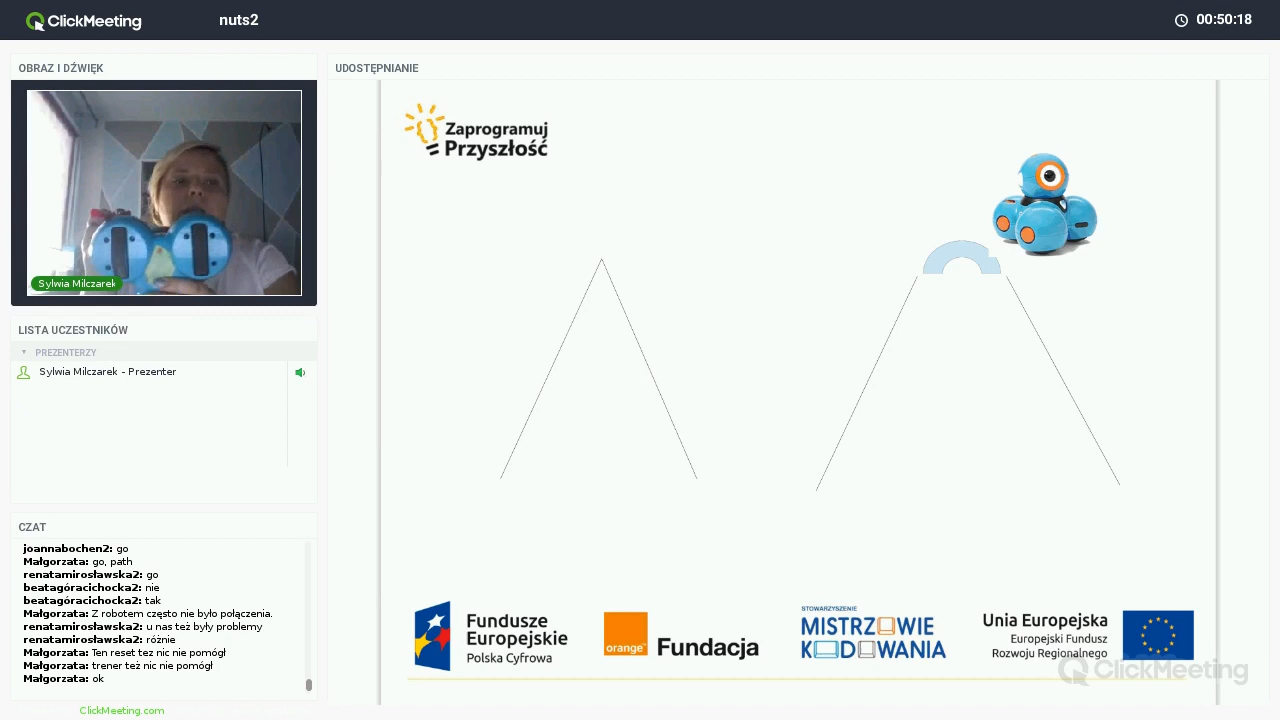 ClickMeeting
nuts2
00:50:18
OBRAZ I DŹWIĘK
UDOSTĘPNIANIE
Zaprogramuj
Przyszłość
Sylwia Milczarek
LISTA UCZESTNIKÓW
PREZENTERZY
Sylwia Milczarek - Prezenter
CZAT
joannabochen2: go
Małgorzata: go, path
renatamirosławska2: go
beatagóracichocka2: nie
beatagóracichocka2: tak
Małgorzata: Z robotem często nie było połączenia.
renatamirosławska2: u nas też były problemy
renatamirosławska2: różnie
Małgorzata: Ten reset tez nic nie pomógł
Małgorzata: trener też nic nie pomógł
Małgorzata: ok
ClickMeeting.com
Fundusze
Europejskie
Polska Cyfrowa
orange
Fundacja
STOWARZYSZENIE
MISTRZOWIE
KODOWANIA
Unia Europejska
Europejski Fundusz
Rozwoju Regionalnego
ClickMeeting